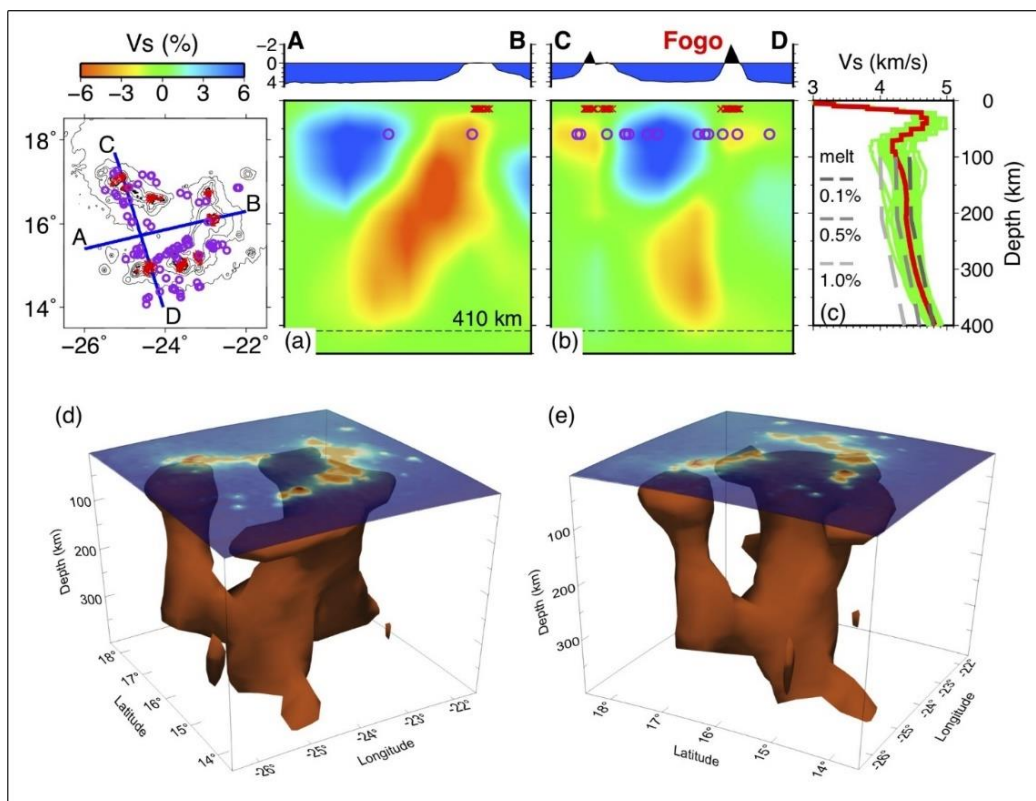 Vs (%)
−6 −3 0 3 6
A B
C Fogo D
Vs (km/s)
3 4 5
−2
0
4
18°
16°
14°
−26° −24° −22°
C
B
A
D
(a)
410 km
(b)
melt
0.1%
0.5%
1.0%
(c)
0
100
200
300
400
Depth (km)
(d)
100
200
300
Depth (km)
18°
17°
16°
15°
14°
Latitude
-26°
-25°
-24°
-23°
-22°
Longitude
(e)
100
200
300
Depth (km)
100
200
300
18°
17°
16°
15°
14°
Latitude
-26°
-25°
-24°
-23°
-22°
Longitude